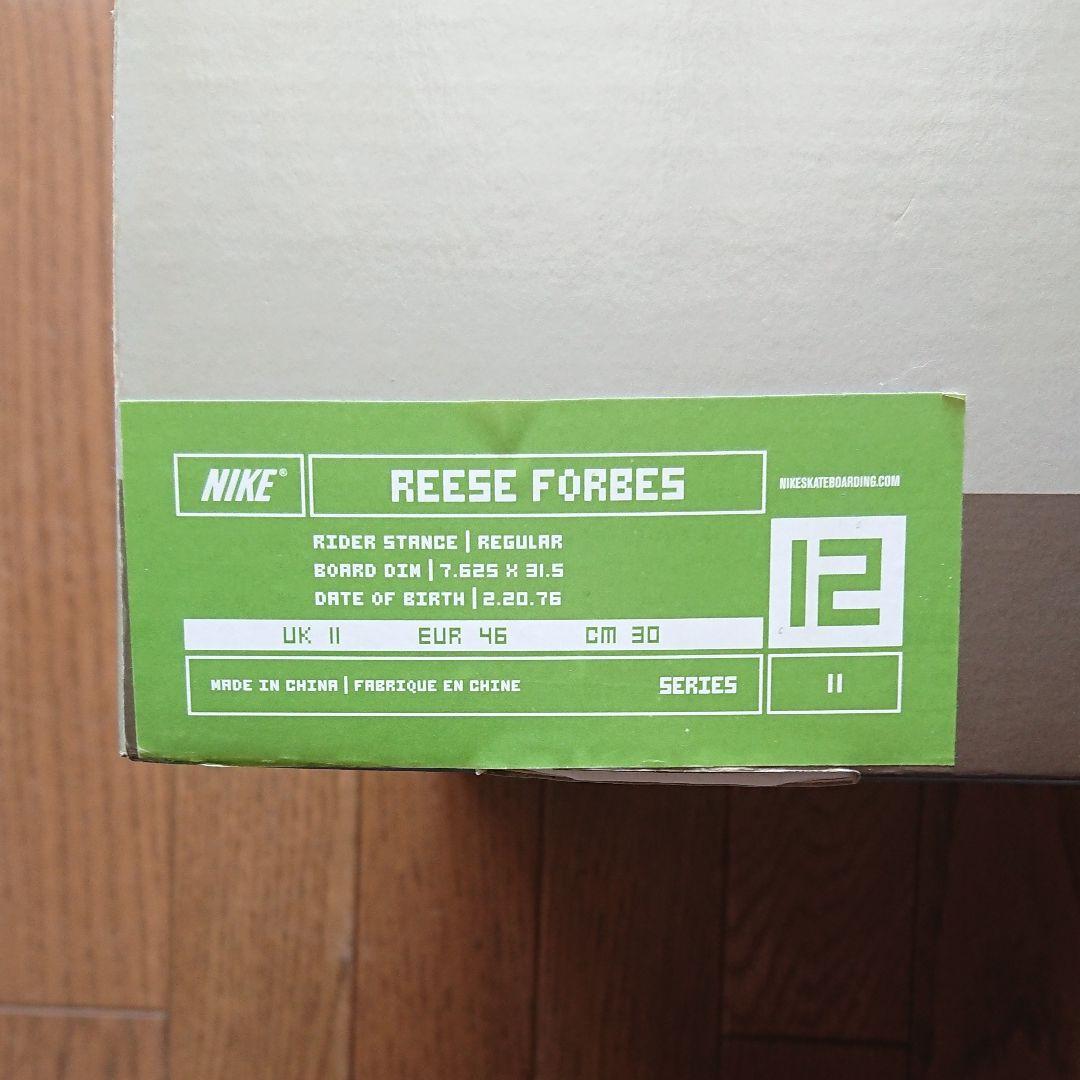 NIKE®
REESE FORBES
NIKESKATEBOARDING.COM
RIDER STANCE | REGULAR
BOARD DIM | 7.625 X 31.5
DATE OF BIRTH | 2.20.76
12
UK 11 EUR 46 CM 30
MADE IN CHINA | FABRIQUE EN CHINE
SERIES 11